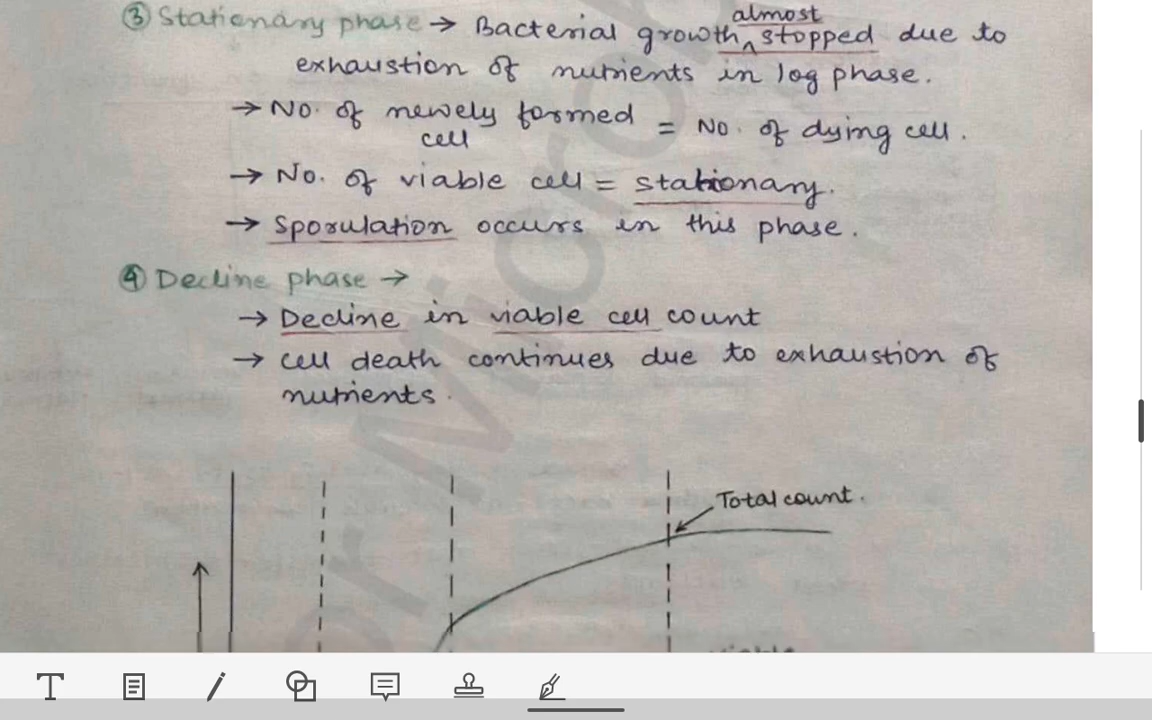 ③ Stationary phase → Bacterial growth almost stopped due to
exhaustion of nutrients in log phase.
→ No. of newely formed cell = No. of dying cell.
→ No. of viable cell = stationary.
→ Sporulation occurs in this phase.
④ Decline phase →
→ Decline in viable cell count
→ cell death continues due to exhaustion of
nutrients.
Total count.